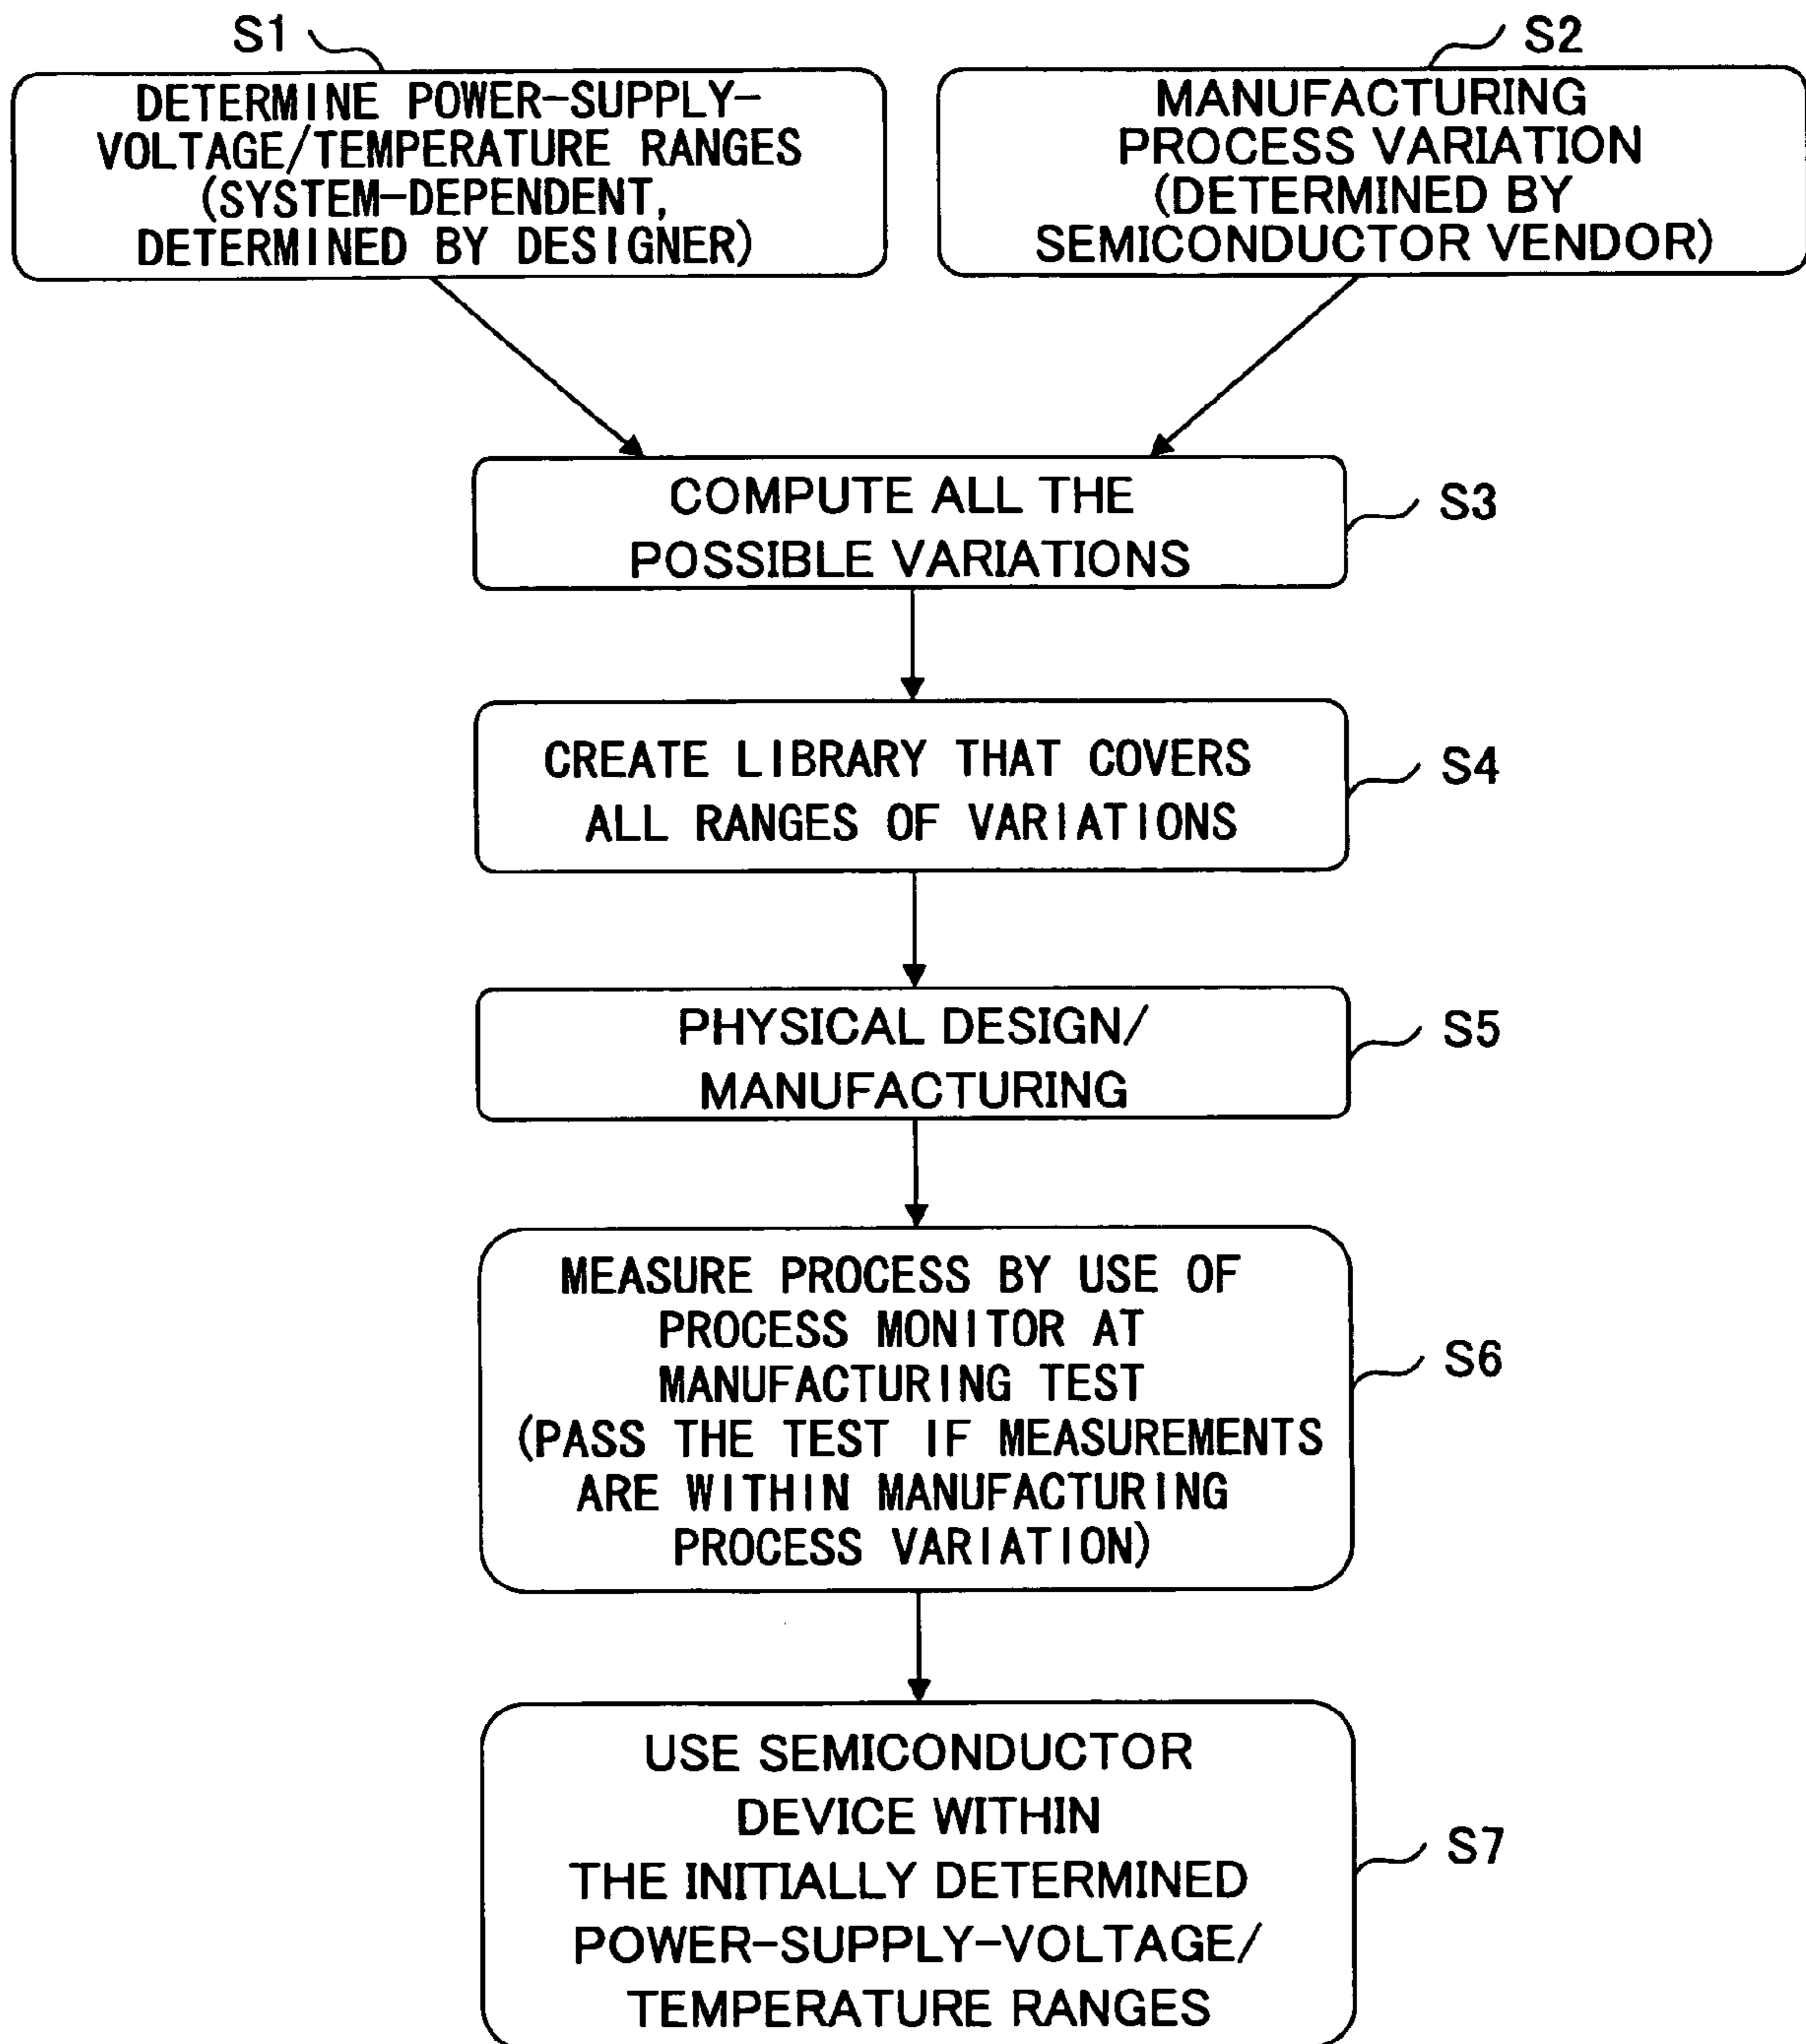 S1
DETERMINE POWER-SUPPLY-
VOLTAGE/TEMPERATURE RANGES
(SYSTEM-DEPENDENT,
DETERMINED BY DESIGNER)
S2
MANUFACTURING
PROCESS VARIATION
(DETERMINED BY
SEMICONDUCTOR VENDOR)
COMPUTE ALL THE
POSSIBLE VARIATIONS
S3
CREATE LIBRARY THAT COVERS
ALL RANGES OF VARIATIONS
S4
PHYSICAL DESIGN/
MANUFACTURING
S5
MEASURE PROCESS BY USE OF
PROCESS MONITOR AT
MANUFACTURING TEST
(PASS THE TEST IF MEASUREMENTS
ARE WITHIN MANUFACTURING
PROCESS VARIATION)
S6
USE SEMICONDUCTOR
DEVICE WITHIN
THE INITIALLY DETERMINED
POWER-SUPPLY-VOLTAGE/
TEMPERATURE RANGES
S7